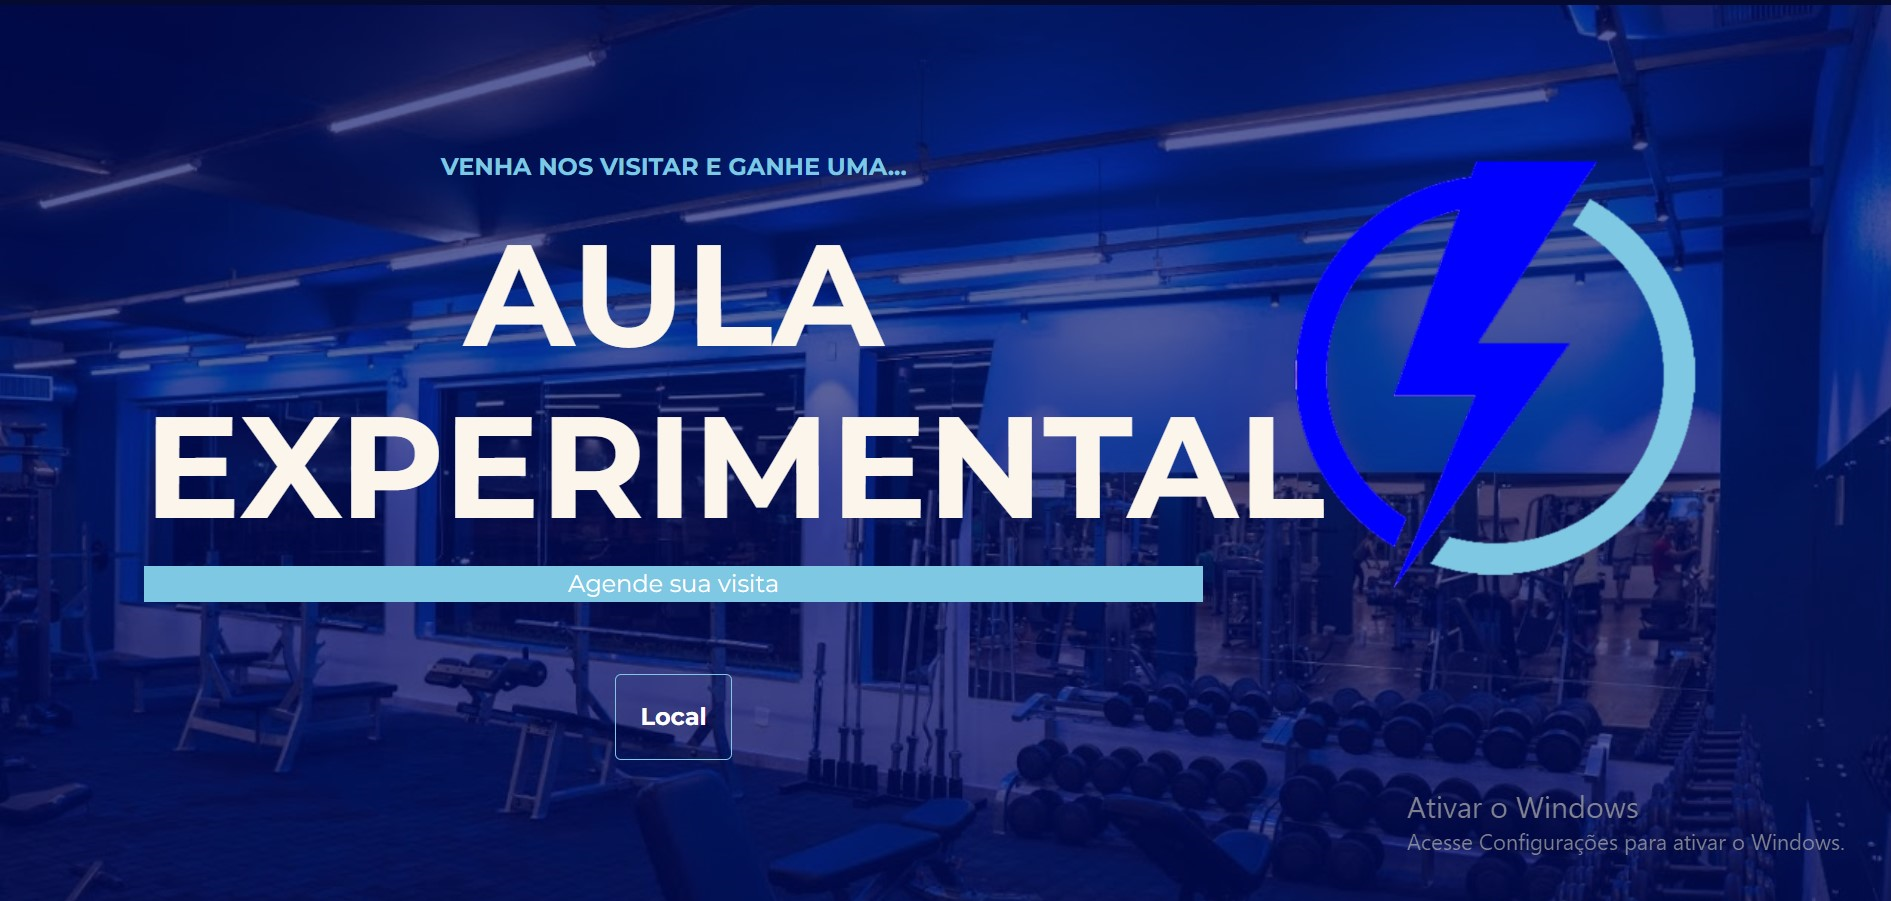 VENHA NOS VISITAR E GANHE UMA...
AULA
EXPERIMENTAL
Agende sua visita
Local
Ativar o Windows
Acesse Configurações para ativar o Windows.